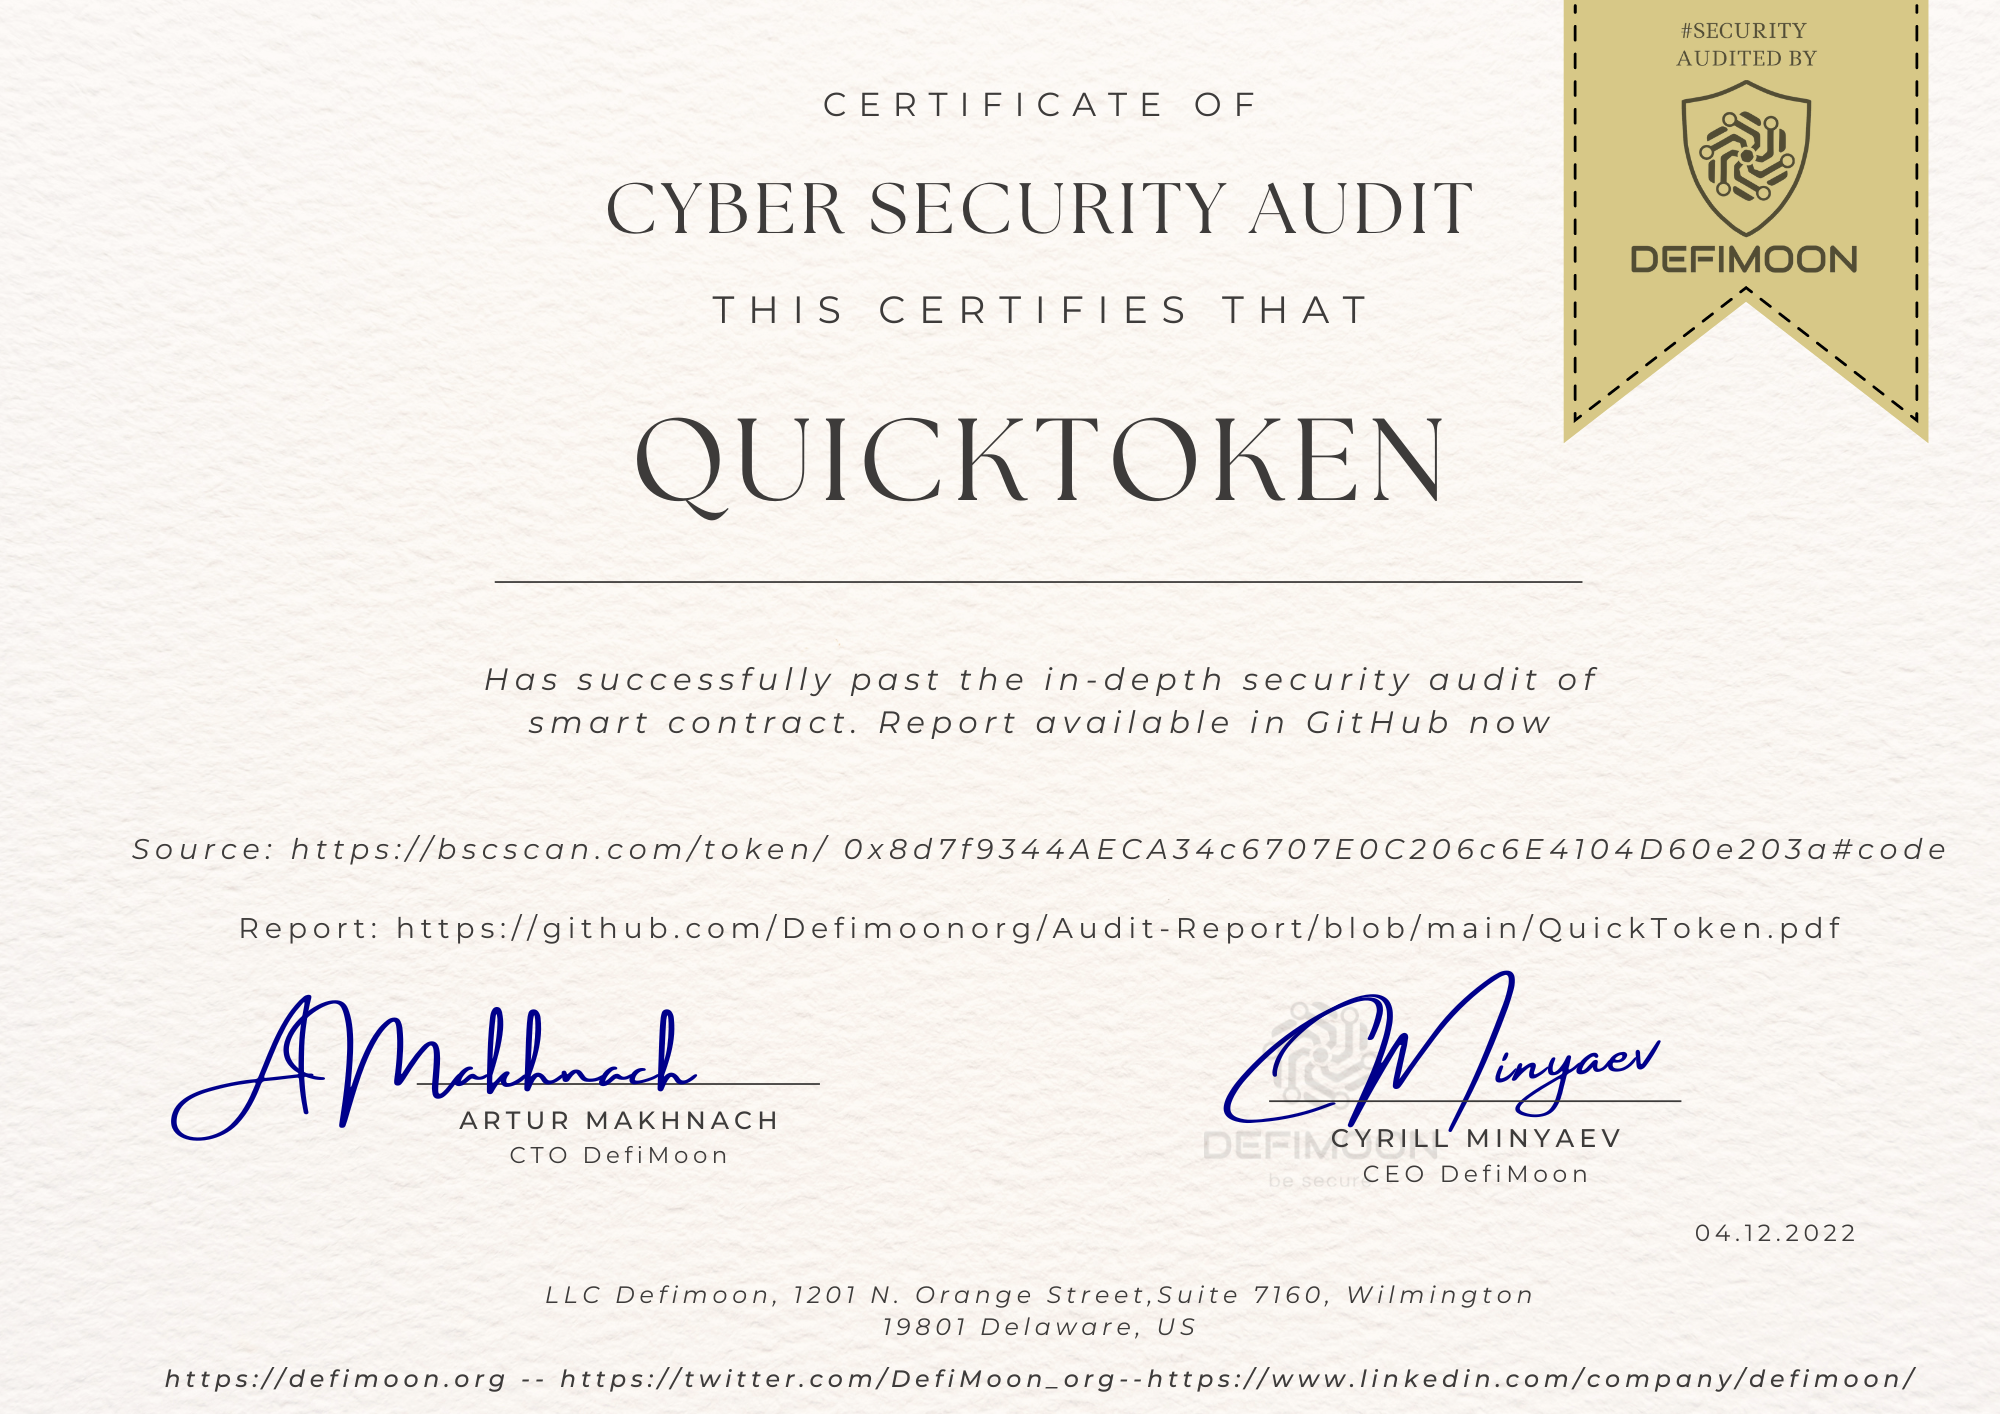 #SECURITY
AUDITED BY
DEFIMOON
CERTIFICATE OF
CYBER SECURITY AUDIT
THIS CERTIFIES THAT
QUICKTOKEN
Has successfully past the in-depth security audit of
smart contract. Report available in GitHub now
Source: https://bscscan.com/token/ 0x8d7f9344AECA34c6707E0C206c6E4104D60e203a#code
Report: https://github.com/Defimoonorg/Audit-Report/blob/main/QuickToken.pdf
AMakhnach
ARTUR MAKHNACH
CTO DefiMoon
CMinyaev
DEFIMOON
be secure
CYRILL MINYAEV
CEO DefiMoon
04.12.2022
LLC Defimoon, 1201 N. Orange Street,Suite 7160, Wilmington
19801 Delaware, US
https://defimoon.org -- https://twitter.com/DefiMoon_org--https://www.linkedin.com/company/defimoon/